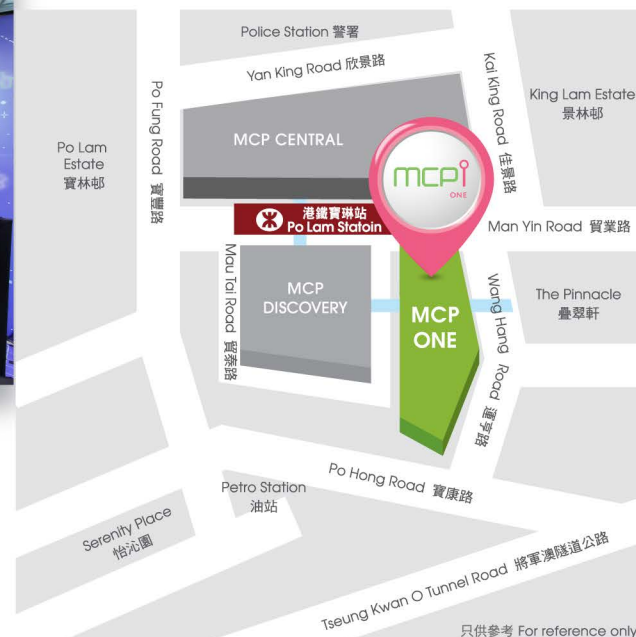 Police Station 警署
Yan King Road 欣景路
Kai King Road 佳景路
King Lam Estate
景林邨
Po Fung Road 寶豐路
Po Lam
Estate
寶林邨
MCP CENTRAL
mcp
ONE
港鐵寶琳站
Po Lam Statoin
Man Yin Road 貿業路
Mau Tai Road 貿泰路
MCP
DISCOVERY
MCP
ONE
Wang Hang Road 運亨路
The Pinnacle
疊翠軒
Po Hong Road 寶康路
Petro Station
油站
Serenity Place
怡沁園
Tseung Kwan O Tunnel Road 將軍澳隧道公路
只供參考 For reference only